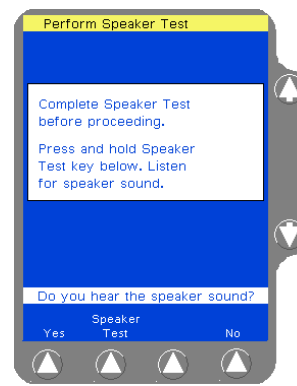 Perform Speaker Test
Complete Speaker Test
before proceeding.
Press and hold Speaker
Test key below. Listen
for speaker sound.
Do you hear the speaker sound?
Speaker
Yes Test No